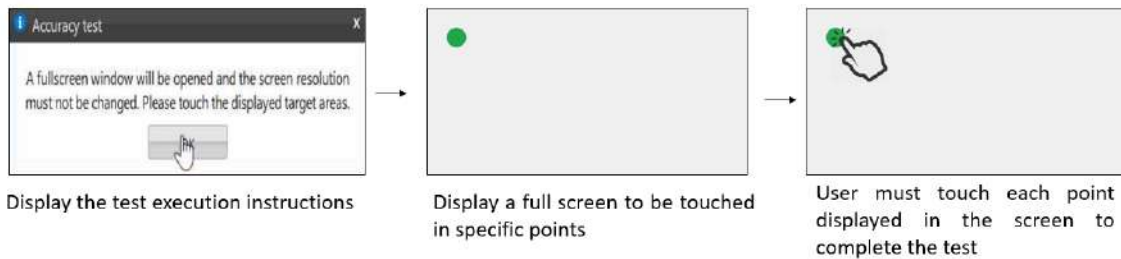 Accuracy test
X
A fullscreen window will be opened and the screen resolution
must not be changed. Please touch the displayed target areas.
Display the test execution instructions
Display a full screen to be touched
in specific points
User must touch each point
displayed in the screen to
complete the test